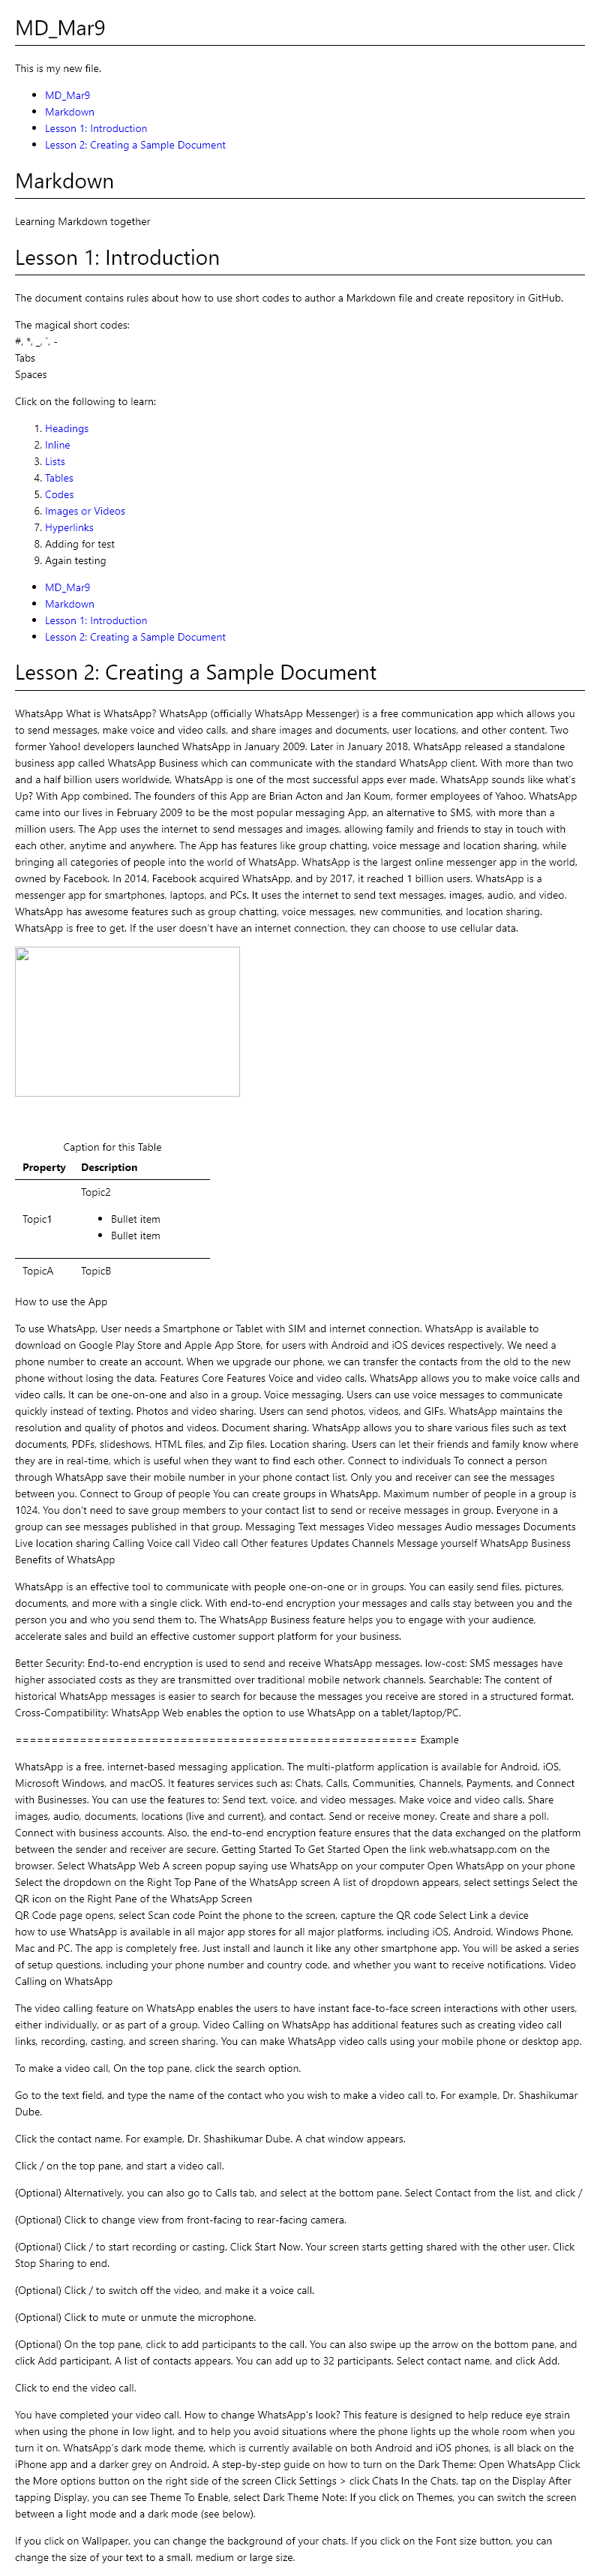 MD_Mar9
This is my new file.
MD_Mar9
Markdown
Lesson 1: Introduction
Lesson 2: Creating a Sample Document
Markdown
Learning Markdown together
Lesson 1: Introduction
The document contains rules about how to use short codes to author a Markdown file and create repository in GitHub.
The magical short codes:
#, *, _, `, -
Tabs
Spaces
Click on the following to learn:
1. Headings
2. Inline
3. Lists
4. Tables
5. Codes
6. Images or Videos
7. Hyperlinks
8. Adding for test
9. Again testing
MD_Mar9
Markdown
Lesson 1: Introduction
Lesson 2: Creating a Sample Document
Lesson 2: Creating a Sample Document
WhatsApp What is WhatsApp? WhatsApp (officially WhatsApp Messenger) is a free communication app which allows you
to send messages, make voice and video calls, and share images and documents, user locations, and other content. Two
former Yahoo! developers launched WhatsApp in January 2009. Later in January 2018, WhatsApp released a standalone
business app called WhatsApp Business which can communicate with the standard WhatsApp client. With more than two
and a half billion users worldwide, WhatsApp is one of the most successful apps ever made. WhatsApp sounds like what's
Up? With App combined. The founders of this App are Brian Acton and Jan Koum, former employees of Yahoo. WhatsApp
came into our lives in February 2009 to be the most popular messaging App, an alternative to SMS, with more than a
million users. The App uses the internet to send messages and images, allowing family and friends to stay in touch with
each other, anytime and anywhere. The App has features like group chatting, voice message and location sharing, while
bringing all categories of people into the world of WhatsApp. WhatsApp is the largest online messenger app in the world,
owned by Facebook. In 2014, Facebook acquired WhatsApp, and by 2017, it reached 1 billion users. WhatsApp is a
messenger app for smartphones, laptops, and PCs. It uses the internet to send text messages, images, audio, and video.
WhatsApp has awesome features such as group chatting, voice messages, new communities, and location sharing.
WhatsApp is free to get. If the user doesn't have an internet connection, they can choose to use cellular data.
Caption for this Table
Property Description
Topic2
Topic1
Bullet item
Bullet item
TopicA TopicB
How to use the App
To use WhatsApp, User needs a Smartphone or Tablet with SIM and internet connection. WhatsApp is available to
download on Google Play Store and Apple App Store, for users with Android and iOS devices respectively. We need a
phone number to create an account. When we upgrade our phone, we can transfer the contacts from the old to the new
phone without losing the data. Features Core Features Voice and video calls. WhatsApp allows you to make voice calls and
video calls. It can be one-on-one and also in a group. Voice messaging. Users can use voice messages to communicate
quickly instead of texting. Photos and video sharing. Users can send photos, videos, and GIFs. WhatsApp maintains the
resolution and quality of photos and videos. Document sharing. WhatsApp allows you to share various files such as text
documents, PDFs, slideshows, HTML files, and Zip files. Location sharing. Users can let their friends and family know where
they are in real-time, which is useful when they want to find each other. Connect to individuals To connect a person
through WhatsApp save their mobile number in your phone contact list. Only you and receiver can see the messages
between you. Connect to Group of people You can create groups in WhatsApp. Maximum number of people in a group is
1024. You don't need to save group members to your contact list to send or receive messages in group. Everyone in a
group can see messages published in that group. Messaging Text messages Video messages Audio messages Documents
Live location sharing Calling Voice call Video call Other features Updates Channels Message yourself WhatsApp Business
Benefits of WhatsApp
WhatsApp is an effective tool to communicate with people one-on-one or in groups. You can easily send files, pictures,
documents, and more with a single click. With end-to-end encryption your messages and calls stay between you and the
person you and who you send them to. The WhatsApp Business feature helps you to engage with your audience,
accelerate sales and build an effective customer support platform for your business.
Better Security: End-to-end encryption is used to send and receive WhatsApp messages. low-cost: SMS messages have
higher associated costs as they are transmitted over traditional mobile network channels. Searchable: The content of
historical WhatsApp messages is easier to search for because the messages you receive are stored in a structured format.
Cross-Compatibility: WhatsApp Web enables the option to use WhatsApp on a tablet/laptop/PC.
======================================================== Example
WhatsApp is a free, internet-based messaging application. The multi-platform application is available for Android. iOS,
Microsoft Windows, and macOS. It features services such as: Chats, Calls, Communities, Channels, Payments, and Connect
with Businesses. You can use the features to: Send text, voice, and video messages. Make voice and video calls. Share
images, audio, documents, locations (live and current), and contact. Send or receive money. Create and share a poll.
Connect with business accounts. Also, the end-to-end encryption feature ensures that the data exchanged on the platform
between the sender and receiver are secure. Getting Started To Get Started Open the link web.whatsapp.com on the
browser. Select WhatsApp Web A screen popup saying use WhatsApp on your computer Open WhatsApp on your phone
Select the dropdown on the Right Top Pane of the WhatsApp screen A list of dropdown appears, select settings Select the
QR icon on the Right Pane of the WhatsApp Screen
QR Code page opens, select Scan code Point the phone to the screen, capture the QR code Select Link a device
how to use WhatsApp is available in all major app stores for all major platforms, including iOS, Android, Windows Phone,
Mac and PC. The app is completely free. Just install and launch it like any other smartphone app. You will be asked a series
of setup questions, including your phone number and country code, and whether you want to receive notifications. Video
Calling on WhatsApp
The video calling feature on WhatsApp enables the users to have instant face-to-face screen interactions with other users,
either individually, or as part of a group. Video Calling on WhatsApp has additional features such as creating video call
links, recording, casting, and screen sharing. You can make WhatsApp video calls using your mobile phone or desktop app.
To make a video call, On the top pane, click the search option.
Go to the text field, and type the name of the contact who you wish to make a video call to. For example, Dr. Shashikumar
Dube.
Click the contact name. For example, Dr. Shashikumar Dube. A chat window appears.
Click / on the top pane, and start a video call.
(Optional) Alternatively, you can also go to Calls tab, and select at the bottom pane. Select Contact from the list, and click /
(Optional) Click to change view from front-facing to rear-facing camera.
(Optional) Click / to start recording or casting. Click Start Now. Your screen starts getting shared with the other user. Click
Stop Sharing to end.
(Optional) Click / to switch off the video, and make it a voice call.
(Optional) Click to mute or unmute the microphone.
(Optional) On the top pane, click to add participants to the call. You can also swipe up the arrow on the bottom pane, and
click Add participant. A list of contacts appears. You can add up to 32 participants. Select contact name, and click Add.
Click to end the video call.
You have completed your video call. How to change WhatsApp's look? This feature is designed to help reduce eye strain
when using the phone in low light, and to help you avoid situations where the phone lights up the whole room when you
turn it on. WhatsApp's dark mode theme, which is currently available on both Android and iOS phones, is all black on the
iPhone app and a darker grey on Android. A step-by-step guide on how to turn on the Dark Theme: Open WhatsApp Click
the More options button on the right side of the screen Click Settings > click Chats In the Chats, tap on the Display After
tapping Display, you can see Theme To Enable, select Dark Theme Note: If you click on Themes, you can switch the screen
between a light mode and a dark mode (see below).
If you click on Wallpaper, you can change the background of your chats. If you click on the Font size button, you can
change the size of your text to a small, medium or large size.